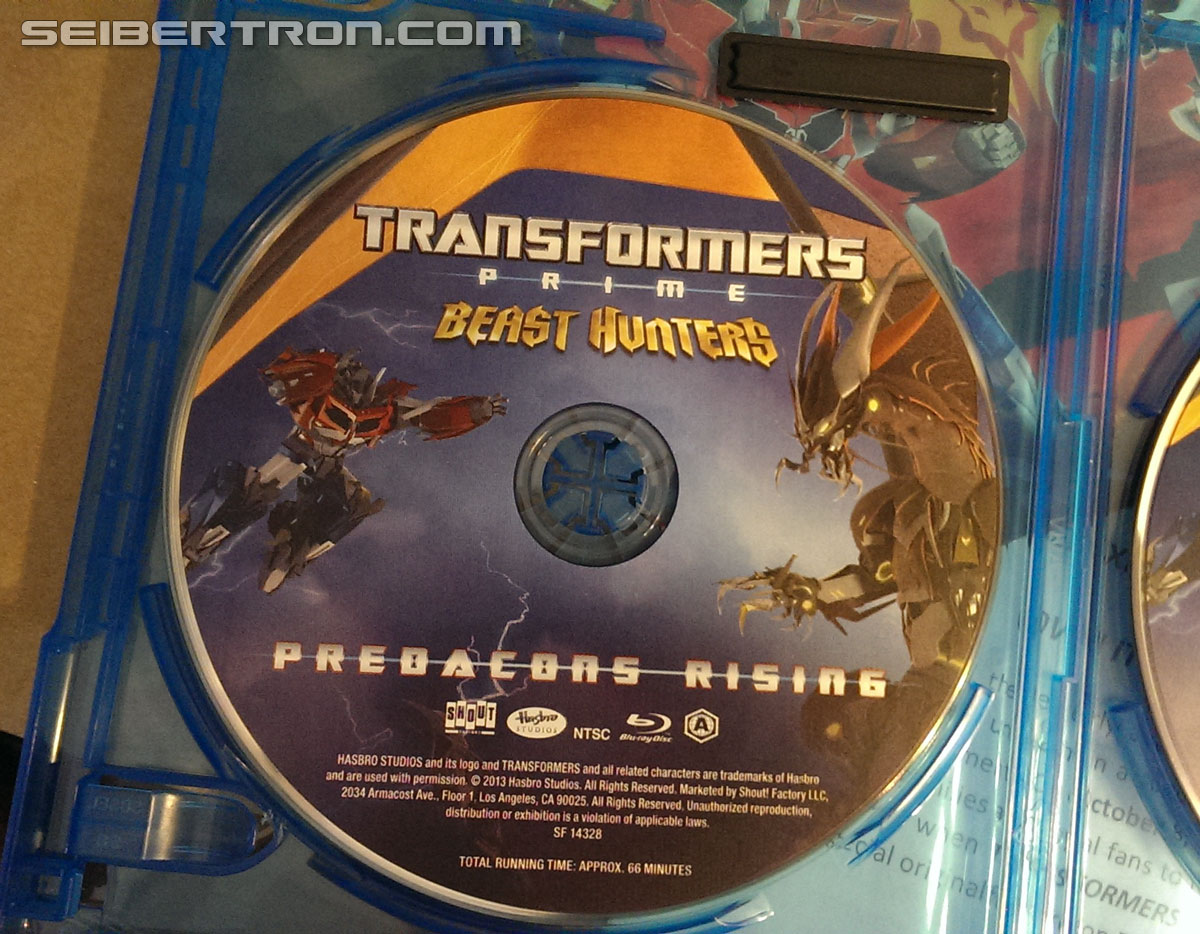 SEIBERTRON.com
TRANSFORMERS
PRIME
BEAST HUNTERS
PREDACONS RISING
SHOUT!
Hasbro
STUDIOS
NTSC
Blu-ray Disc
A
HASBRO STUDIOS and its logo and TRANSFORMERS and all related characters are trademarks of Hasbro
and are used with permission. © 2013 Hasbro Studios. All Rights Reserved. Marketed by Shout! Factory LLC,
2034 Armacost Ave., Floor 1, Los Angeles, CA 90025. All Rights Reserved. Unauthorized reproduction,
distribution or exhibition is a violation of applicable laws.
SF 14328
TOTAL RUNNING TIME: APPROX. 66 MINUTES
October
fans to
when
FORMERS